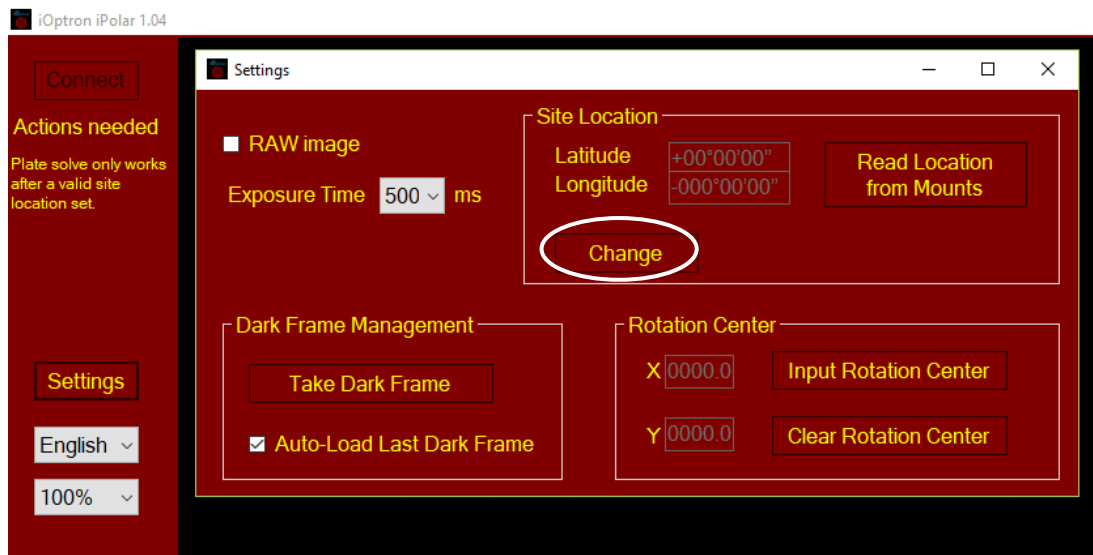 iOptron iPolar 1.04
Connect
Actions needed
Plate solve only works
after a valid site
location set.
Settings
English
100%
Settings
RAW image
Exposure Time 500 ms
Site Location
Latitude +00°00'00"
Longitude -000°00'00"
Read Location
from Mounts
Change
Dark Frame Management
Take Dark Frame
Auto-Load Last Dark Frame
Rotation Center
X 0000.0
Input Rotation Center
Y 0000.0
Clear Rotation Center